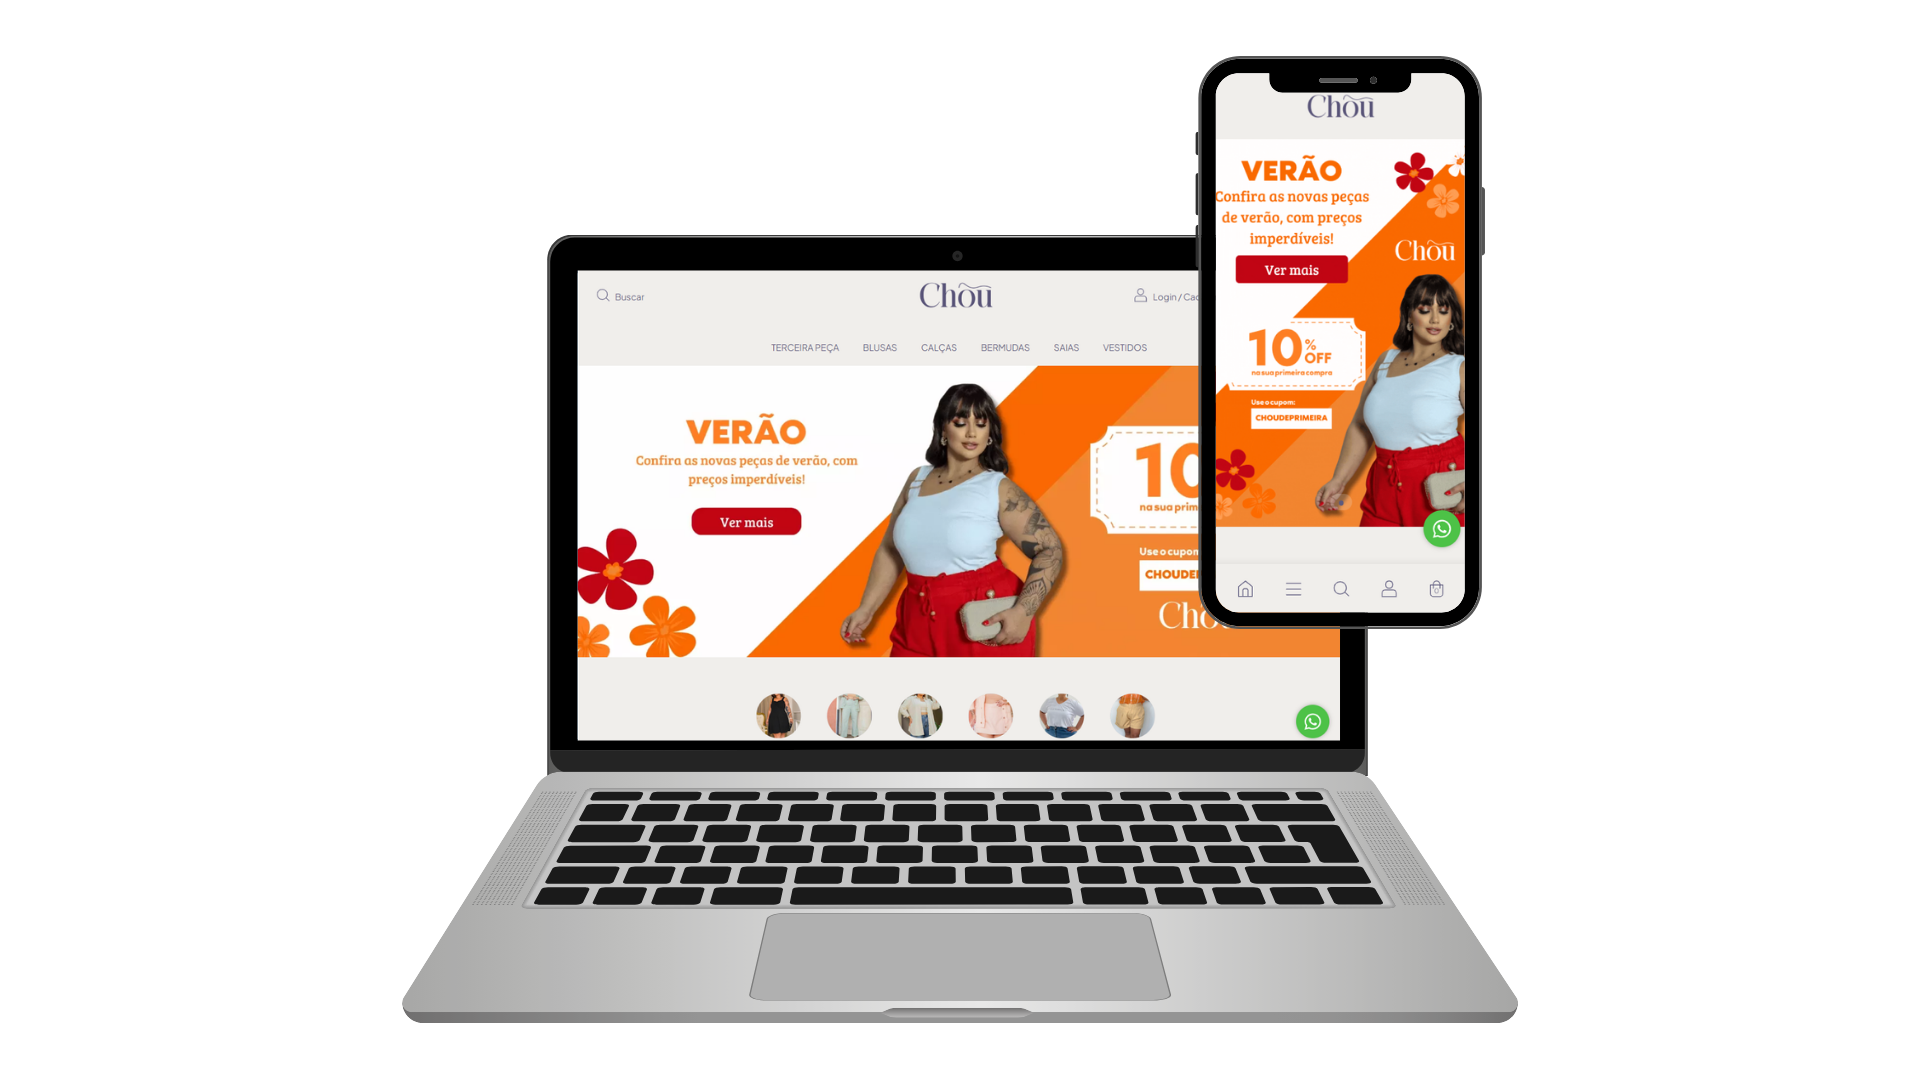 Buscar
Chou
Login / Cad
TERCEIRA PEÇA BLUSAS CALÇAS BERMUDAS SAIAS VESTIDOS
VERÃO
Confira as novas peças de verão, com
preços imperdíveis!
Ver mais
10
na sua prim
Use o cupom
CHOUDE
Cho
Chou
VERÃO
Confira as novas peças
de verão, com preços
imperdíveis!
Ver mais
Chou
10%
OFF
na sua primeira compra
Use o cupom:
CHOUDEPRIMEIRA
0